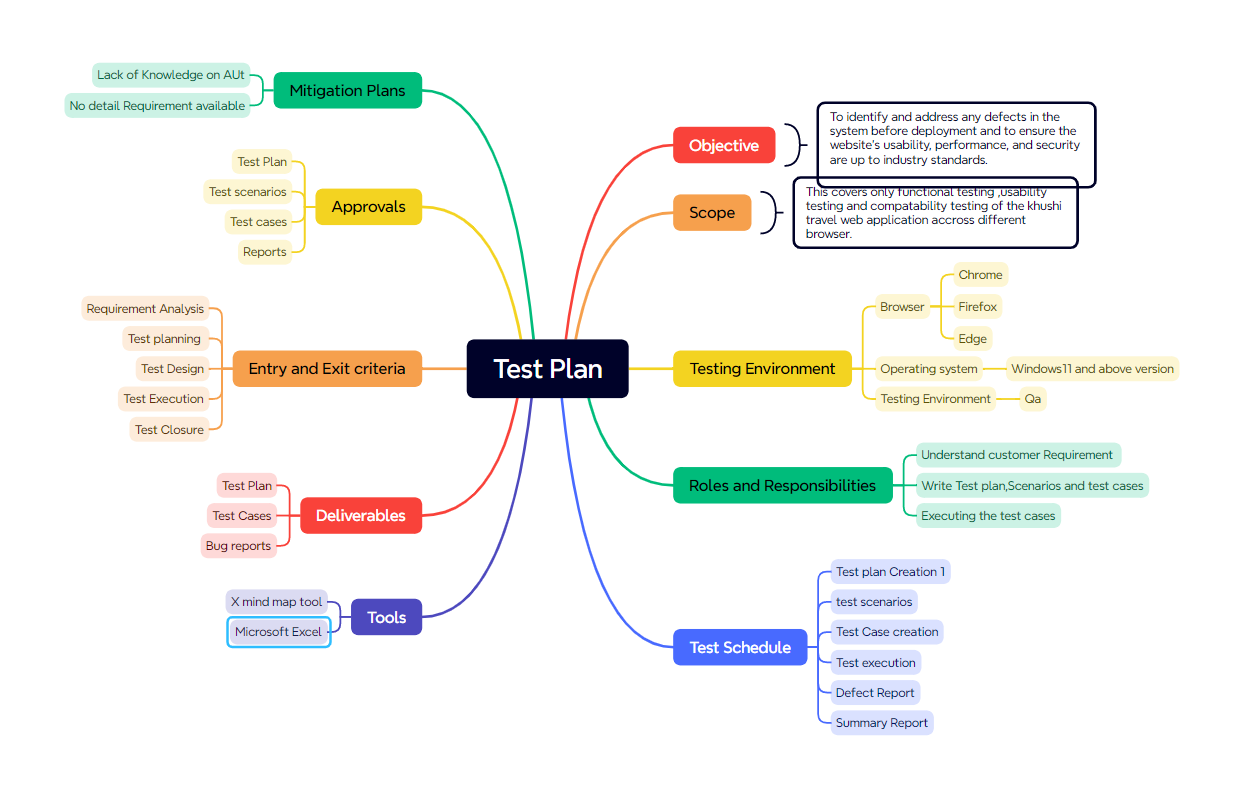 Test Plan
Objective
To identify and address any defects in the
system before deployment and to ensure the
website's usability, performance, and security
are up to industry standards.
Scope
This covers only functional testing ,usability
testing and compatability testing of the khushi
travel web application accross different
browser.
Testing Environment
Browser
Chrome
Firefox
Edge
Operating system
Windows11 and above version
Testing Environment
Qa
Roles and Responsibilities
Understand customer Requirement
Write Test plan,Scenarios and test cases
Executing the test cases
Test Schedule
Test plan Creation 1
test scenarios
Test Case creation
Test execution
Defect Report
Summary Report
Mitigation Plans
Lack of Knowledge on AUt
No detail Requirement available
Approvals
Test Plan
Test scenarios
Test cases
Reports
Entry and Exit criteria
Requirement Analysis
Test planning
Test Design
Test Execution
Test Closure
Deliverables
Test Plan
Test Cases
Bug reports
Tools
X mind map tool
Microsoft Excel